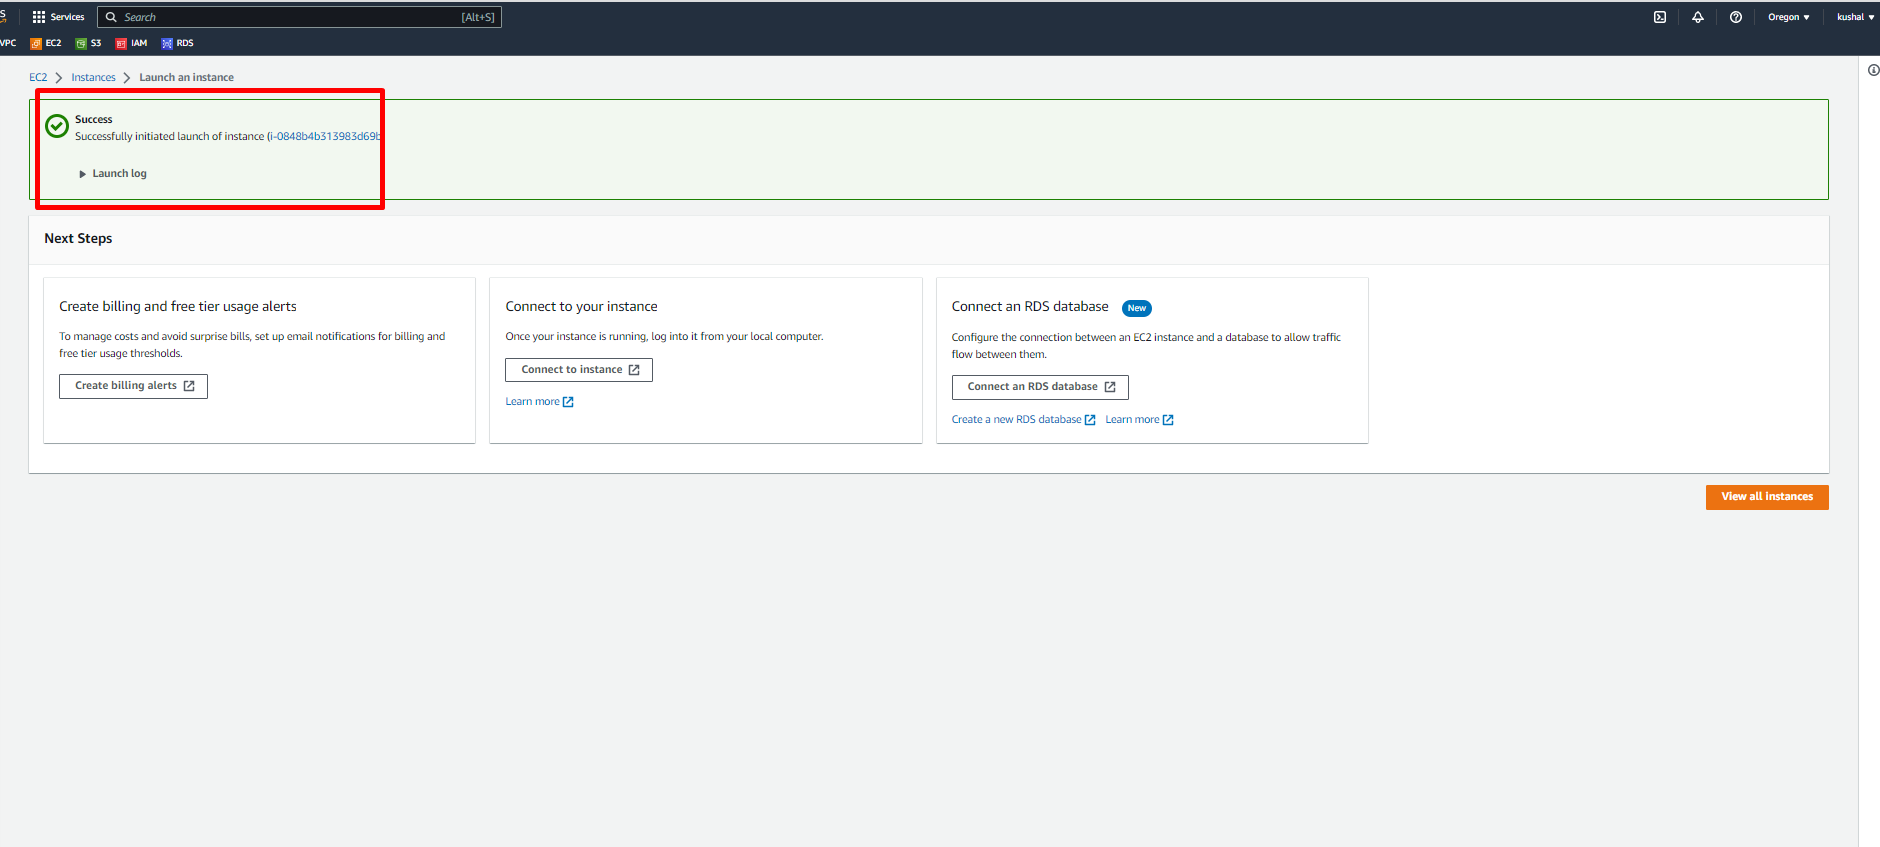 Services
Search [Alt+S]
Oregon ▼
kushal ▼
VPC EC2 S3 IAM RDS
EC2 > Instances > Launch an instance
Success
Successfully initiated launch of instance (i-0848b4b313983d69b
Launch log
Next Steps
Create billing and free tier usage alerts
To manage costs and avoid surprise bills, set up email notifications for billing and
free tier usage thresholds.
Create billing alerts
Connect to your instance
Once your instance is running, log into it from your local computer.
Connect to instance
Learn more
Connect an RDS database New
Configure the connection between an EC2 instance and a database to allow traffic
flow between them.
Connect an RDS database
Create a new RDS database Learn more
View all instances